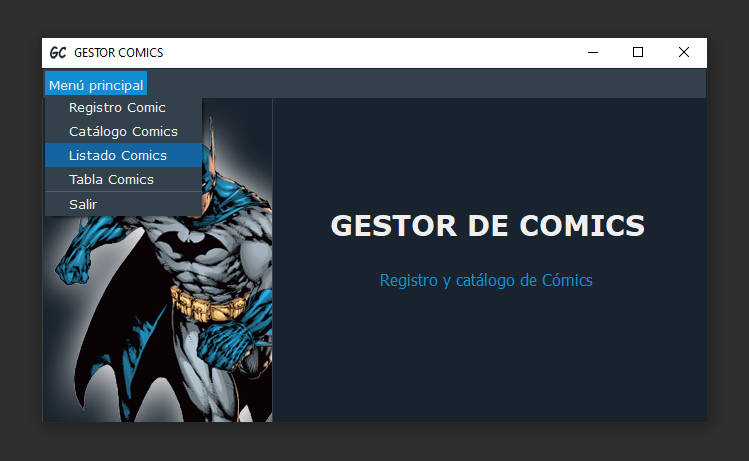 GC GESTOR COMICS
Menú principal
Registro Comic
Catálogo Comics
Listado Comics
Tabla Comics
Salir
GESTOR DE COMICS
Registro y catálogo de Cómics